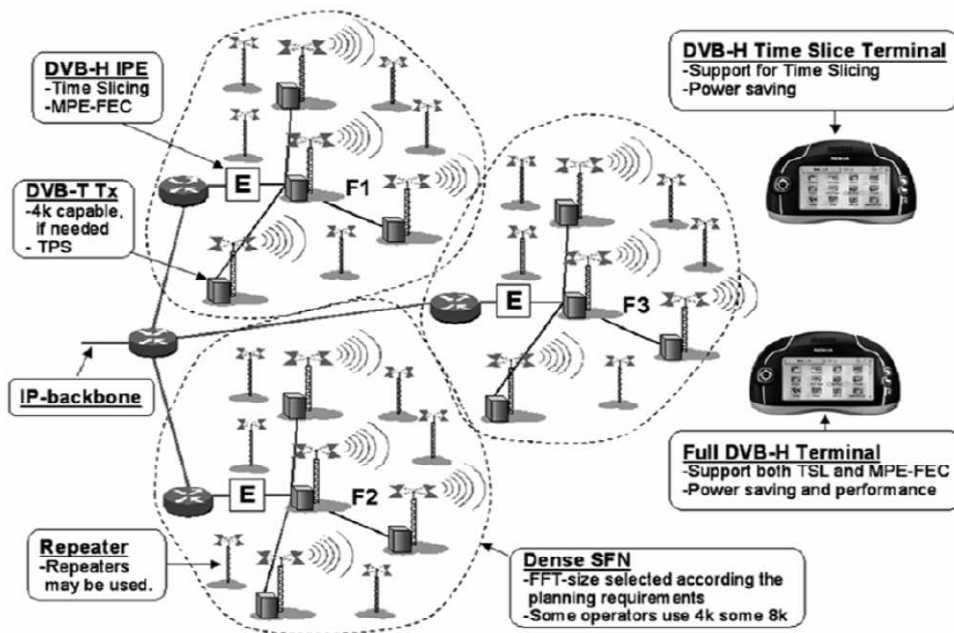 DVB-H IPE
-Time Slicing
-MPE-FEC
DVB-T Tx
-4k capable,
if needed
- TPS
IP-backbone
Repeater
-Repeaters
may be used.
E
F1
E
F3
E
F2
DVB-H Time Slice Terminal
-Support for Time Slicing
-Power saving
NOKIA
NOKIA
Full DVB-H Terminal
-Support both TSL and MPE-FEC
-Power saving and performance
Dense SFN
-FFT-size selected according the
planning requirements
-Some operators use 4k some 8k